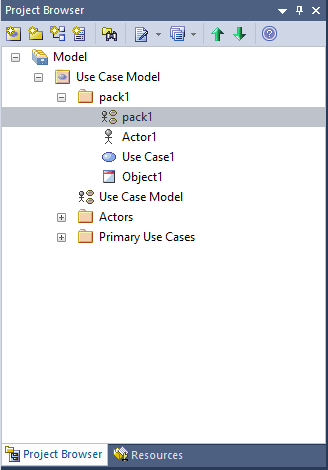 Project Browser
Model
Use Case Model
pack1
pack1
Actor1
Use Case1
Object1
Use Case Model
Actors
Primary Use Cases
Project Browser
Resources